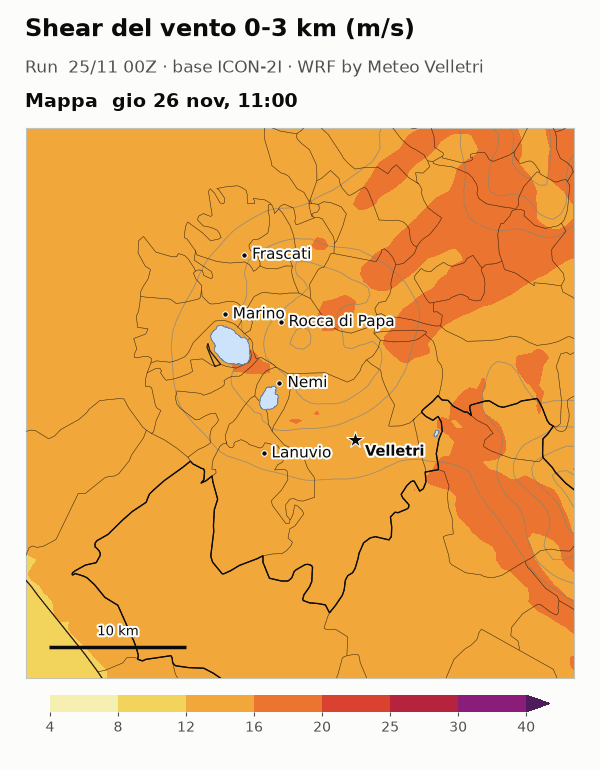 Shear del vento 0-3 km (m/s)
Run  25/11 00Z · base ICON-2I · WRF by Meteo Velletri
Mappa  gio 26 nov, 11:00
Frascati
Marino
Rocca di Papa
Nemi
Velletri
Lanuvio
10 km
4 8 12 16 20 25 30 40